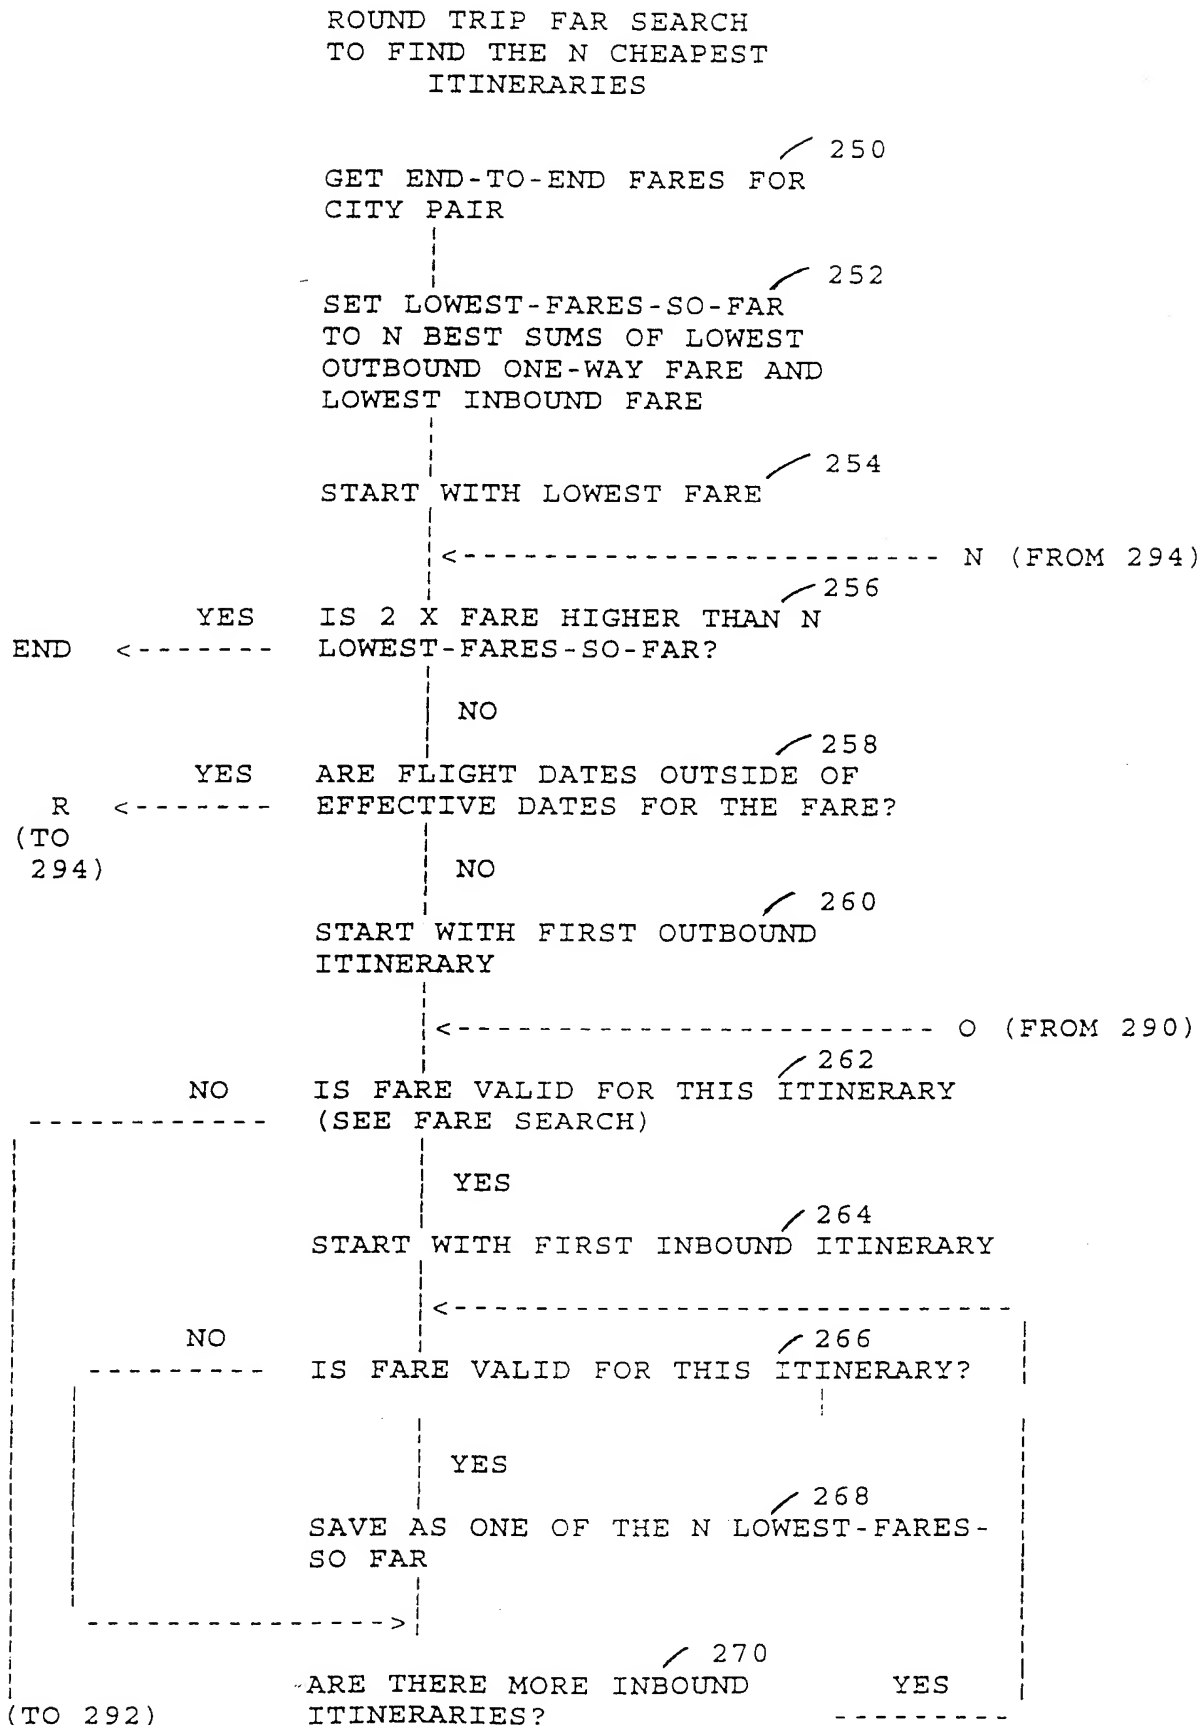 ROUND TRIP FAR SEARCH
TO FIND THE N CHEAPEST
ITINERARIES
250
GET END-TO-END FARES FOR
CITY PAIR
252
SET LOWEST-FARES-SO-FAR
TO N BEST SUMS OF LOWEST
OUTBOUND ONE-WAY FARE AND
LOWEST INBOUND FARE
254
START WITH LOWEST FARE
N (FROM 294)
256
YES IS 2 X FARE HIGHER THAN N
END LOWEST-FARES-SO-FAR?
NO
258
YES ARE FLIGHT DATES OUTSIDE OF
R EFFECTIVE DATES FOR THE FARE?
(TO
294)
NO
260
START WITH FIRST OUTBOUND
ITINERARY
O (FROM 290)
262
NO IS FARE VALID FOR THIS ITINERARY
(SEE FARE SEARCH)
YES
264
START WITH FIRST INBOUND ITINERARY
NO 266
IS FARE VALID FOR THIS ITINERARY?
YES
268
SAVE AS ONE OF THE N LOWEST-FARES-
SO FAR
270
ARE THERE MORE INBOUND YES
(TO 292) ITINERARIES?